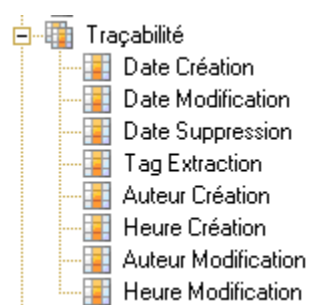 Traçabilité
Date Création
Date Modification
Date Suppression
Tag Extraction
Auteur Création
Heure Création
Auteur Modification
Heure Modification